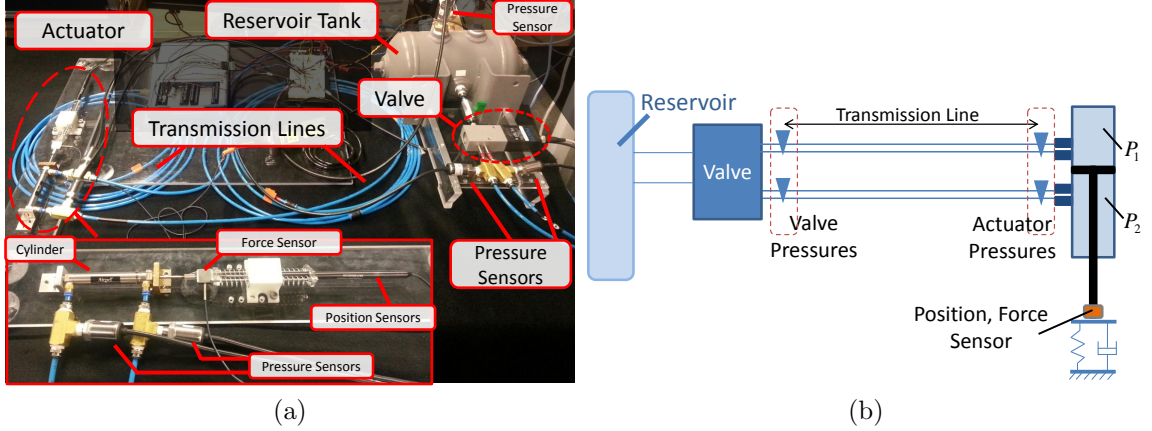 Actuator
Reservoir Tank
Pressure
Sensor
Valve
Transmission Lines
Pressure
Sensors
Cylinder
Force Sensor
Airpel
Position Sensors
Pressure Sensors
(a)
Reservoir
Transmission Line
Valve
P1
P2
Valve
Pressures
Actuator
Pressures
Position, Force
Sensor
(b)